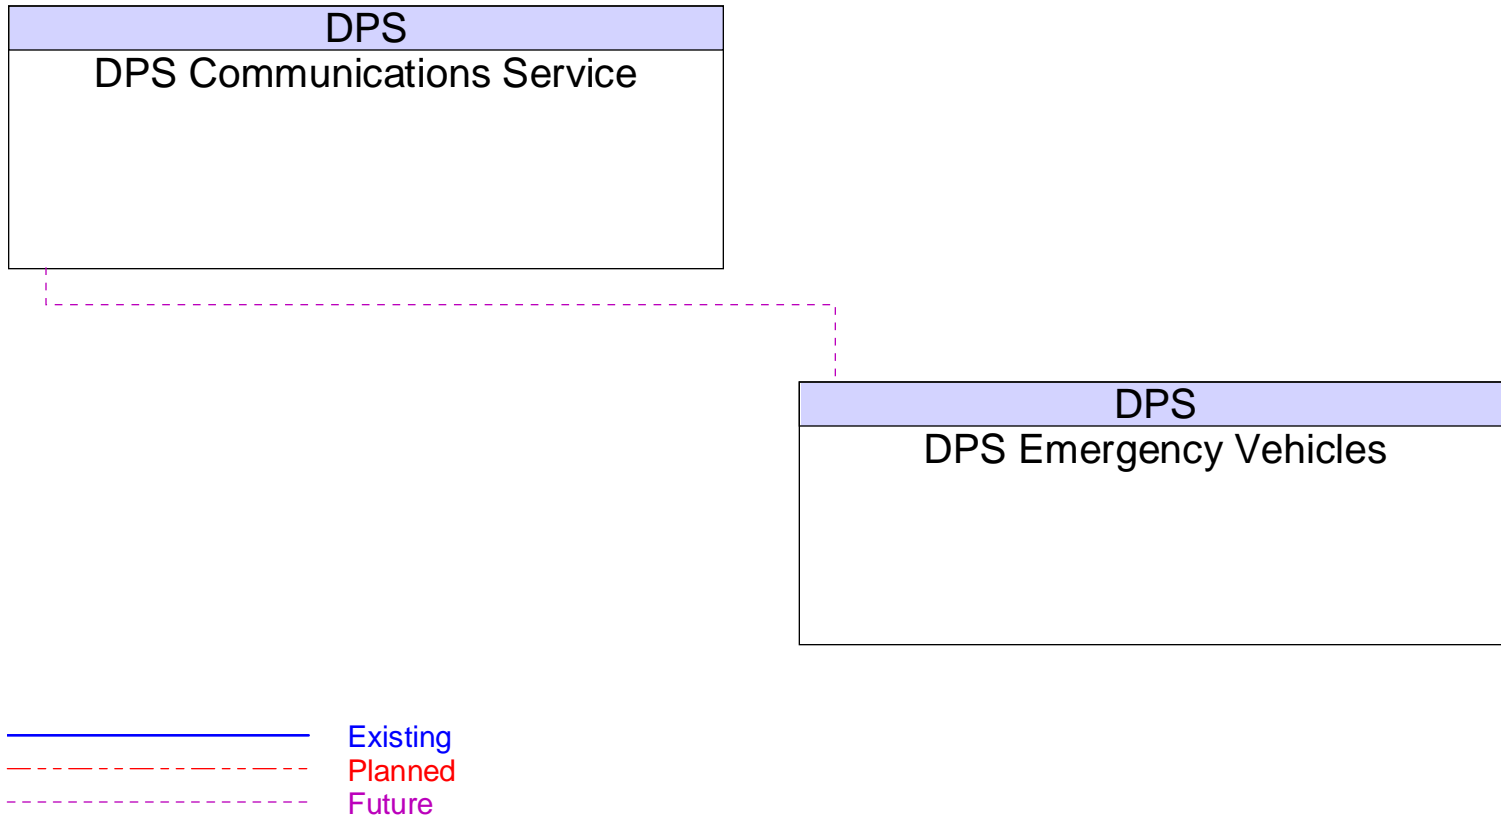 DPS
DPS Communications Service
DPS
DPS Emergency Vehicles
Existing
Planned
Future